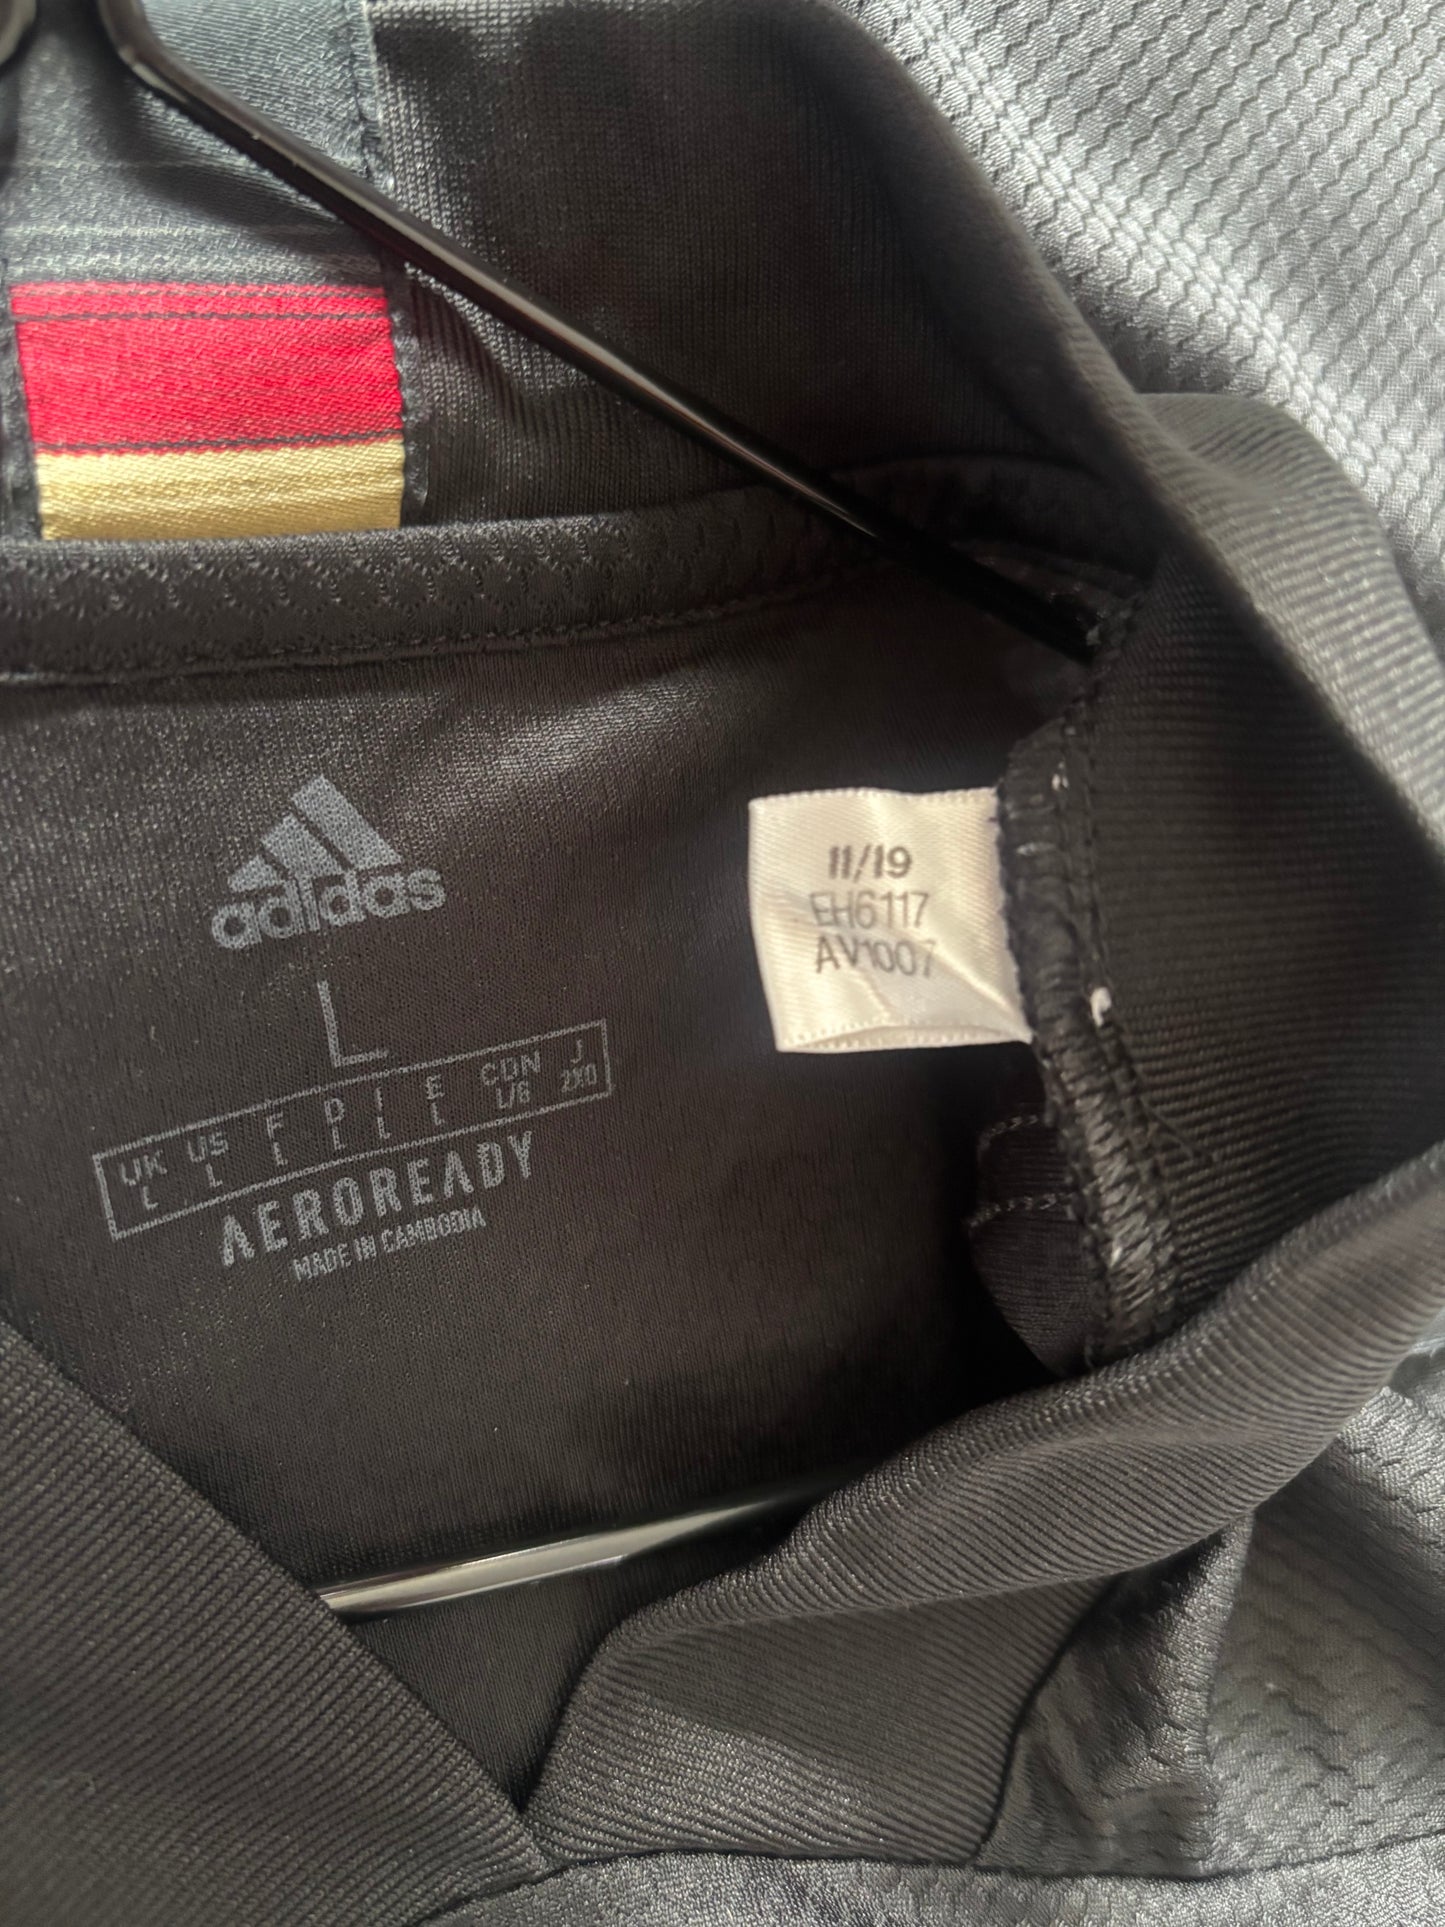 adidas
L
UK US F D I E CDN J
L L L L L L L/G 2XO
AEROREADY
MADE IN CAMBODIA
11/19
EH6117
AV1007